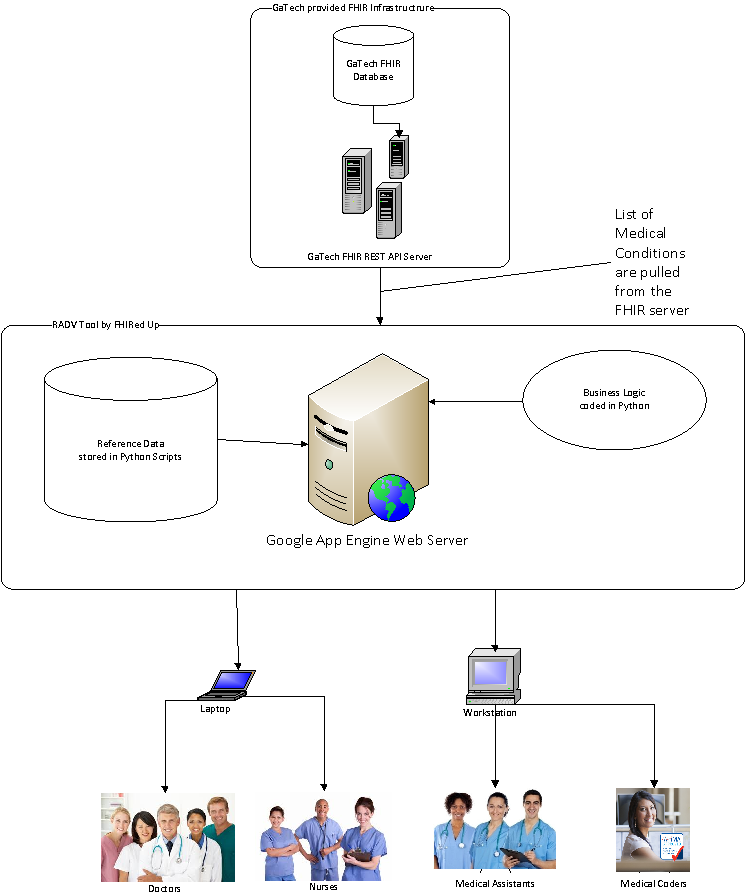 GaTech provided FHIR Infrastrucrure
GaTech FHIR
Database
GaTech FHIR REST API Server
List of
Medical
Conditions
are pulled
from the
FHIR server
RADV Tool by FHIRed Up
Reference Data
stored in Python Scripts
Business Logic
coded in Python
Google App Engine Web Server
Laptop
Workstation
Doctors
Nurses
Medical Assistants
Medical Coders